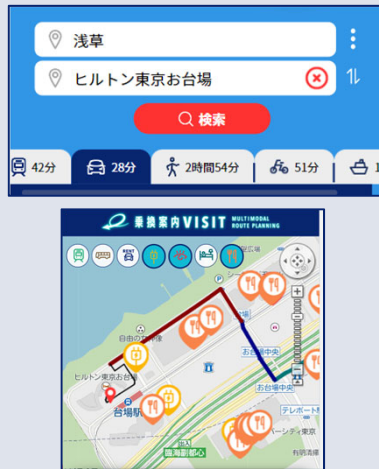 浅草
ヒルトン東京お台場
検索
42分
28分
2時間54分
51分
乗換案内VISIT MULTIMODAL ROUTE PLANNING
RENT
自由の女神像
ヒルトン東京お台場
台場駅
お台場中央
お台場中央
テレポート
臨海副都心
有明清掃